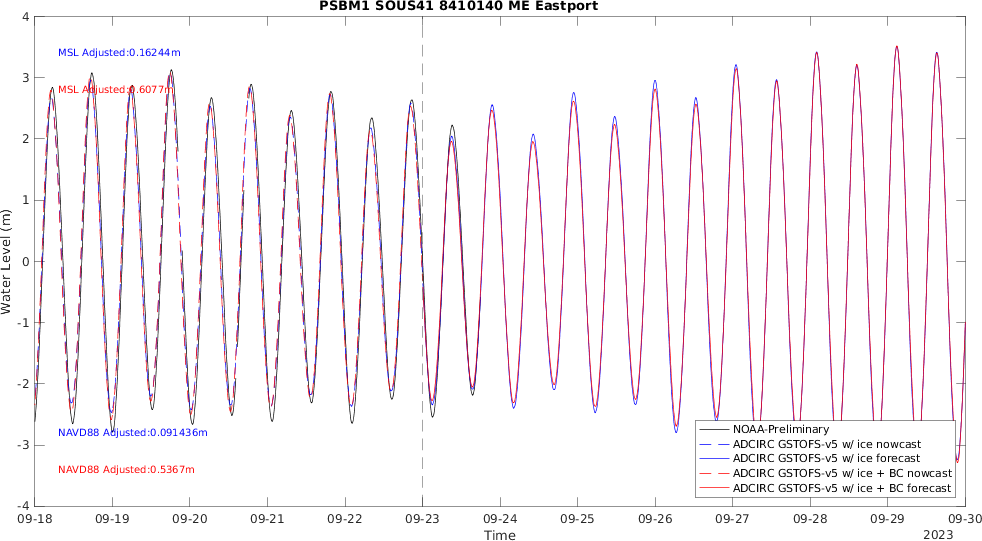 PSBM1 SOUS41 8410140 ME Eastport
4
3
2
1
0
-1
-2
-3
-4
Water Level (m)
MSL Adjusted:0.16244m
MSL Adjusted:0.6077m
NAVD88 Adjusted:0.091436m
NAVD88 Adjusted:0.5367m
NOAA-Preliminary
ADCIRC GSTOFS-v5 w/ ice nowcast
ADCIRC GSTOFS-v5 w/ ice forecast
ADCIRC GSTOFS-v5 w/ ice + BC nowcast
ADCIRC GSTOFS-v5 w/ ice + BC forecast
09-18 09-19 09-20 09-21 09-22 09-23 09-24 09-25 09-26 09-27 09-28 09-29 09-30
Time
2023